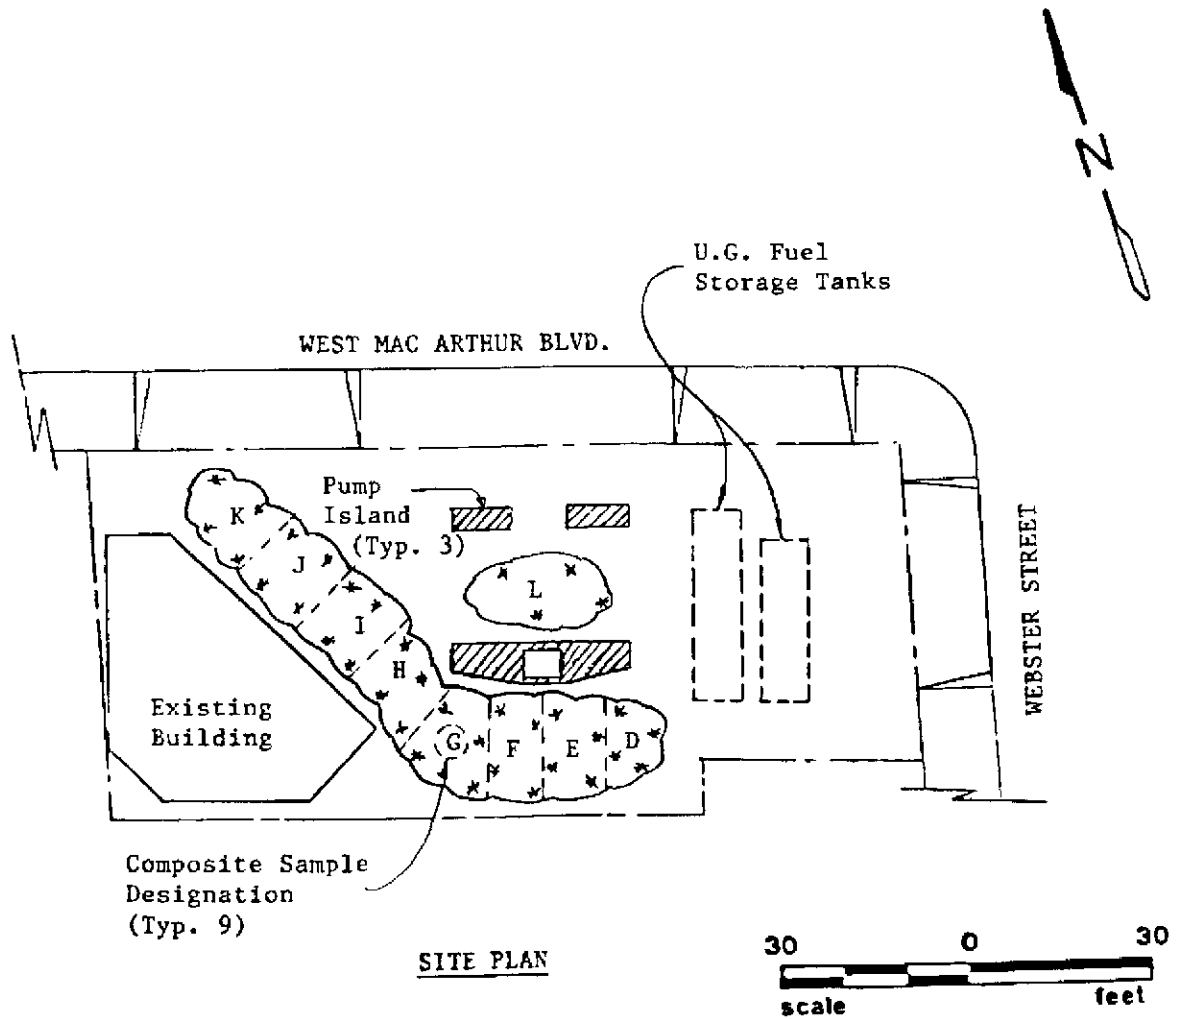 N
U.G. Fuel
Storage Tanks
WEST MAC ARTHUR BLVD.
Pump
Island
(Typ. 3)
K
J
I
H
L
G
F
E
D
Existing
Building
WEBSTER STREET
Composite Sample
Designation
(Typ. 9)
SITE PLAN
30 0 30
scale feet